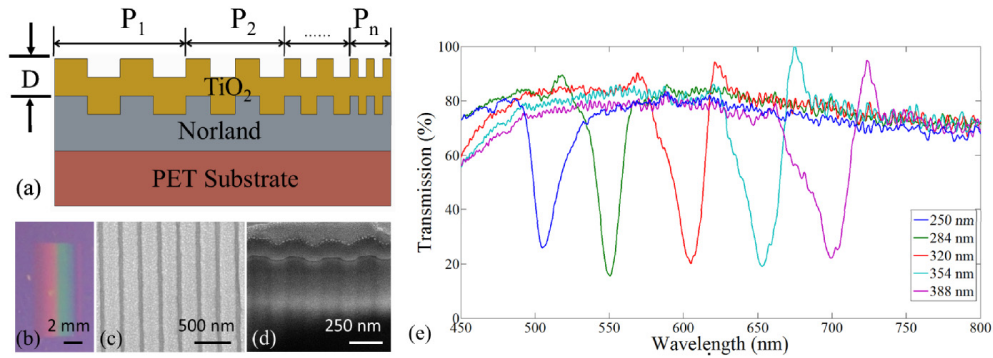 (a)
P1 P2 ...... Pn
D
TiO2
Norland
PET Substrate
(b) 2 mm
(c) 500 nm
(d) 250 nm
(e)
Transmission (%)
100
80
60
40
20
0
450 500 550 600 650 700 750 800
Wavelength (nm)
250 nm
284 nm
320 nm
354 nm
388 nm